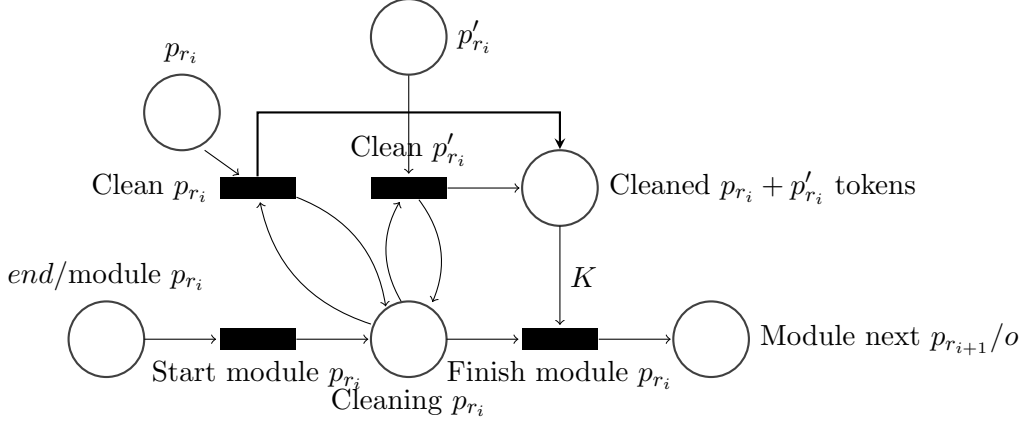 $p'_{r_i}$
$p_{r_i}$
Clean $p'_{r_i}$
Clean $p_{r_i}$
Cleaned $p_{r_i} + p'_{r_i}$ tokens
$end$/module $p_{r_i}$
$K$
Module next $p_{r_{i+1}}/o$
Start module $p_{r_i}$
Finish module $p_{r_i}$
Cleaning $p_{r_i}$